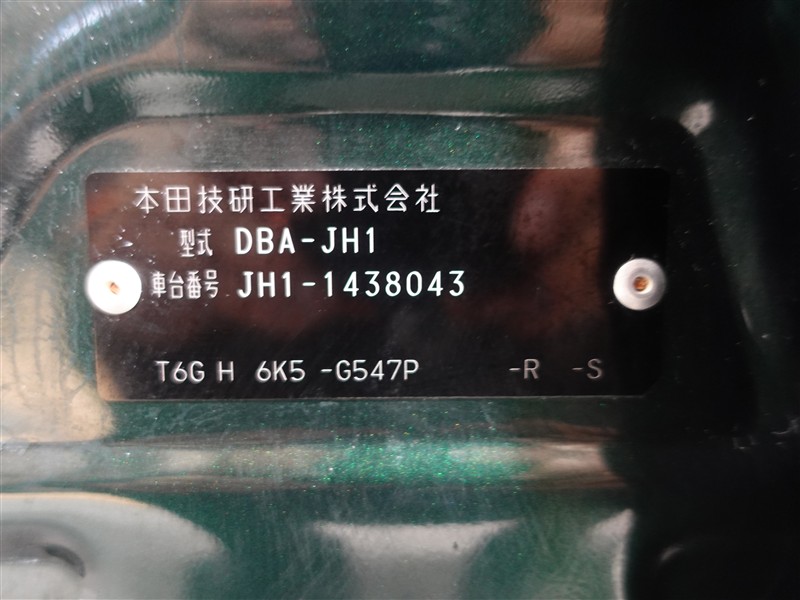 本田技研工業株式会社
型式 DBA-JH1
車台番号 JH1-1438043
T6G H 6K5 -G547P -R -S